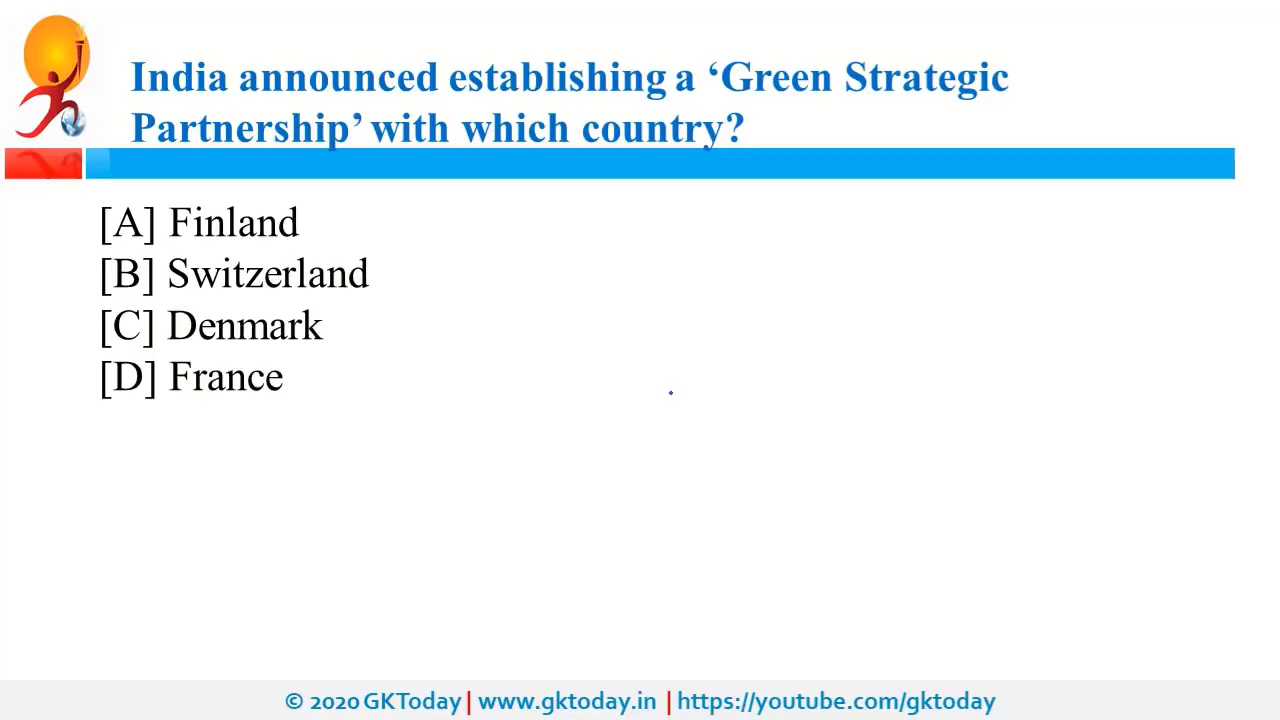 India announced establishing a ‘Green Strategic
Partnership’ with which country?
[A] Finland
[B] Switzerland
[C] Denmark
[D] France
© 2020 GKToday | www.gktoday.in | https://youtube.com/gktoday